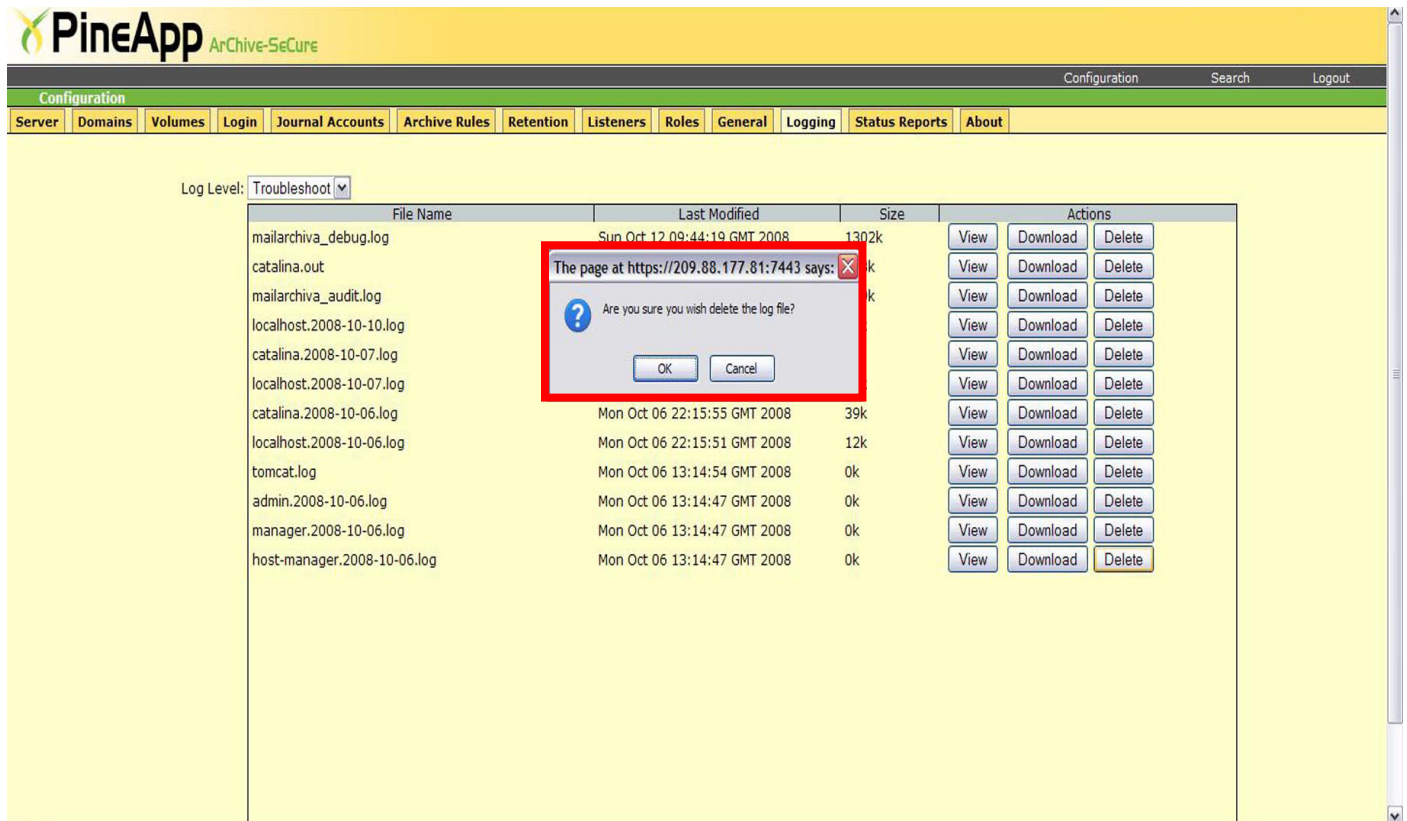 PineApp ArChive-SeCure
Configuration Search Logout
Configuration
Server Domains Volumes Login Journal Accounts Archive Rules Retention Listeners Roles General Logging Status Reports About
Log Level: Troubleshoot
File Name Last Modified Size Actions
mailarchiva_debug.log Sun Oct 12 09:44:19 GMT 2008 1302k View Download Delete
catalina.out View Download Delete
mailarchiva_audit.log View Download Delete
localhost.2008-10-10.log View Download Delete
catalina.2008-10-07.log View Download Delete
localhost.2008-10-07.log View Download Delete
catalina.2008-10-06.log Mon Oct 06 22:15:55 GMT 2008 39k View Download Delete
localhost.2008-10-06.log Mon Oct 06 22:15:51 GMT 2008 12k View Download Delete
tomcat.log Mon Oct 06 13:14:54 GMT 2008 0k View Download Delete
admin.2008-10-06.log Mon Oct 06 13:14:47 GMT 2008 0k View Download Delete
manager.2008-10-06.log Mon Oct 06 13:14:47 GMT 2008 0k View Download Delete
host-manager.2008-10-06.log Mon Oct 06 13:14:47 GMT 2008 0k View Download Delete
The page at https://209.88.177.81:7443 says:
Are you sure you wish delete the log file?
OK Cancel